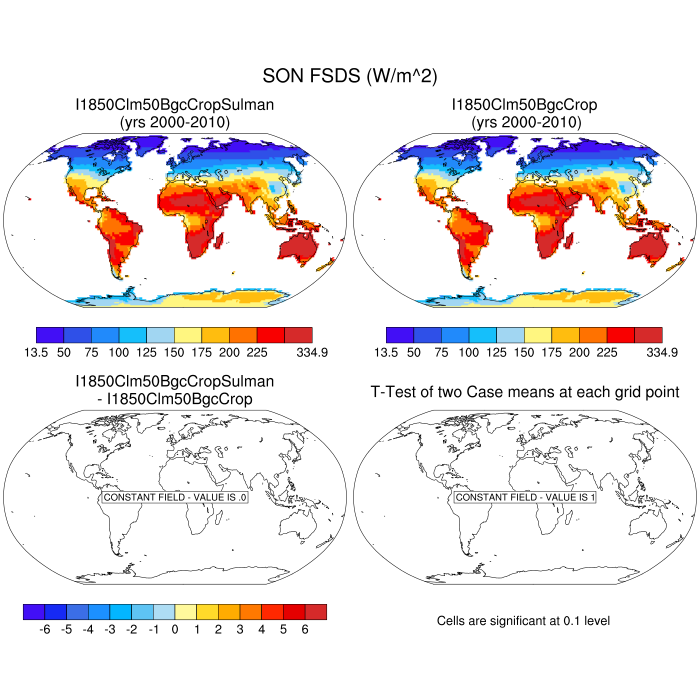 SON FSDS (W/m^2)
I1850Clm50BgcCropSulman
(yrs 2000-2010)
I1850Clm50BgcCrop
(yrs 2000-2010)
13.5 50 75 100 125 150 175 200 225 334.9
13.5 50 75 100 125 150 175 200 225 334.9
I1850Clm50BgcCropSulman
- I1850Clm50BgcCrop
T-Test of two Case means at each grid point
CONSTANT FIELD - VALUE IS .0
CONSTANT FIELD - VALUE IS 1
-6 -5 -4 -3 -2 -1 0 1 2 3 4 5 6
Cells are significant at 0.1 level